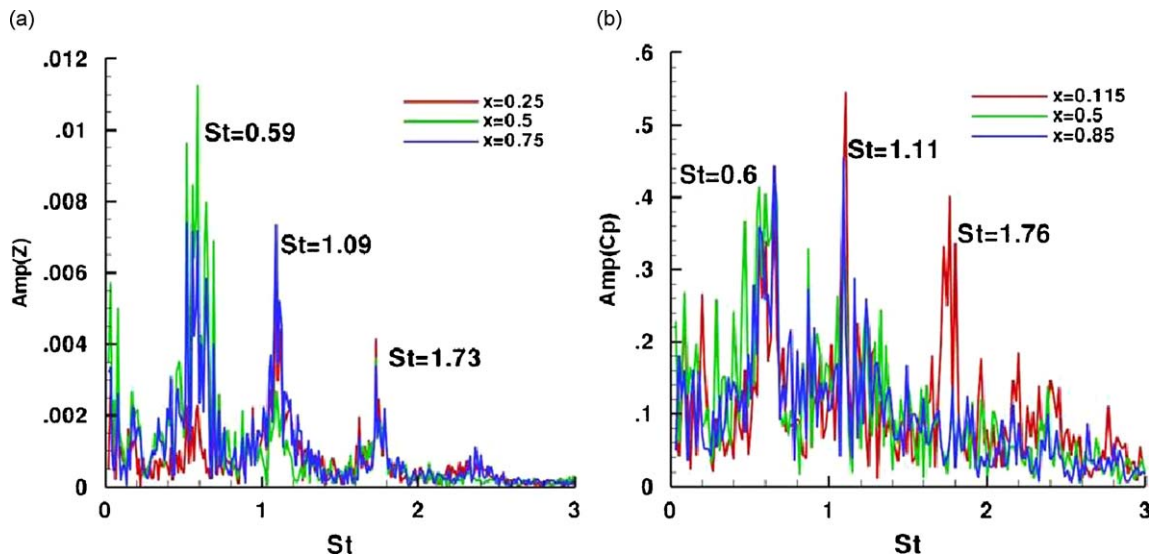 (a)
.012
.01
.008
.006
.004
.002
0
Amp(Z)
0 1 2 3
St
x=0.25
x=0.5
x=0.75
St=0.59
St=1.09
St=1.73
(b)
.6
.5
.4
.3
.2
.1
0
Amp(Cp)
0 1 2 3
St
x=0.115
x=0.5
x=0.85
St=0.6
St=1.11
St=1.76